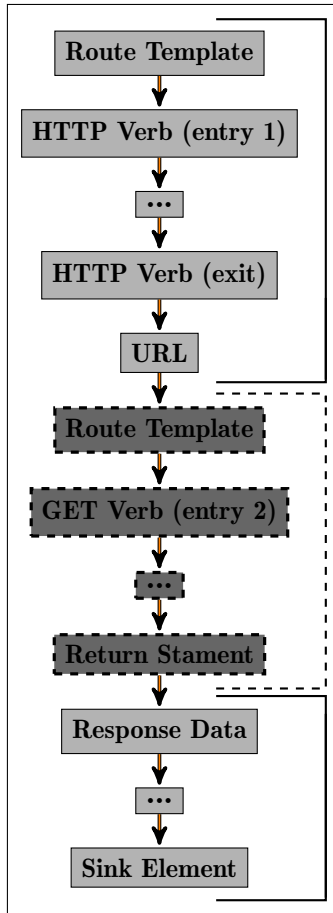 Route Template
HTTP Verb (entry 1)
...
HTTP Verb (exit)
URL
Route Template
GET Verb (entry 2)
...
Return Stament
Response Data
...
Sink Element